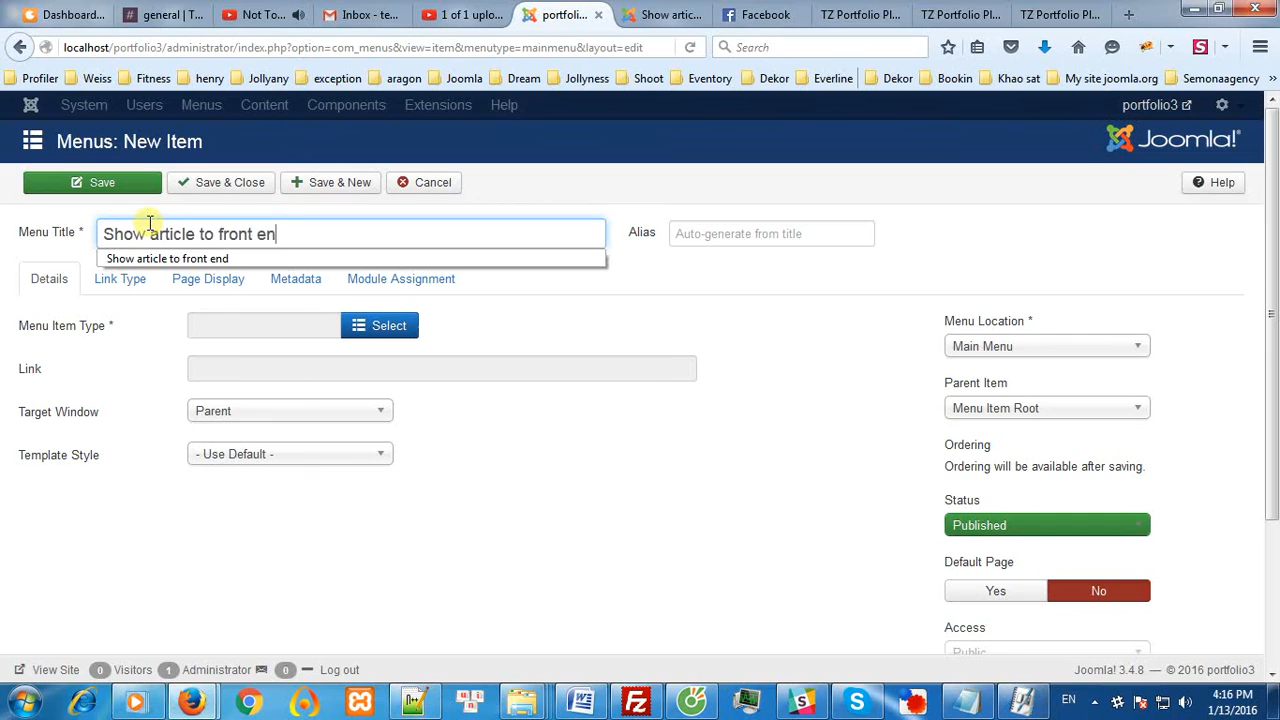 Dashboard...
general | T...
Not To...
Inbox - te...
1 of 1 uplo...
portfoli...
Show artic...
Facebook
TZ Portfolio Pl...
TZ Portfolio Pl...
TZ Portfolio Pl...
localhost/portfolio3/administrator/index.php?option=com_menus&view=item&menutype=mainmenu&layout=edit
Search
Profiler
Weiss
Fitness
henry
Jollyany
exception
aragon
Joomla
Dream
Jollyness
Shoot
Eventory
Dekor
Everline
Dekor
Bookin
Khao sat
My site joomla.org
Semonaagency
System Users Menus Content Components Extensions Help
portfolio3
Menus: New Item
Joomla!
Save
Save & Close
Save & New
Cancel
Help
Menu Title *
Show article to front en
Alias
Auto-generate from title
Show article to front end
Details
Link Type
Page Display
Metadata
Module Assignment
Menu Item Type *
Select
Link
Target Window
Parent
Template Style
- Use Default -
Menu Location *
Main Menu
Parent Item
Menu Item Root
Ordering
Ordering will be available after saving.
Status
Published
Default Page
Yes
No
Access
Public
View Site
0 Visitors
1 Administrator
0
Log out
Joomla! 3.4.8 — © 2016 portfolio3
EN
4:16 PM
1/13/2016